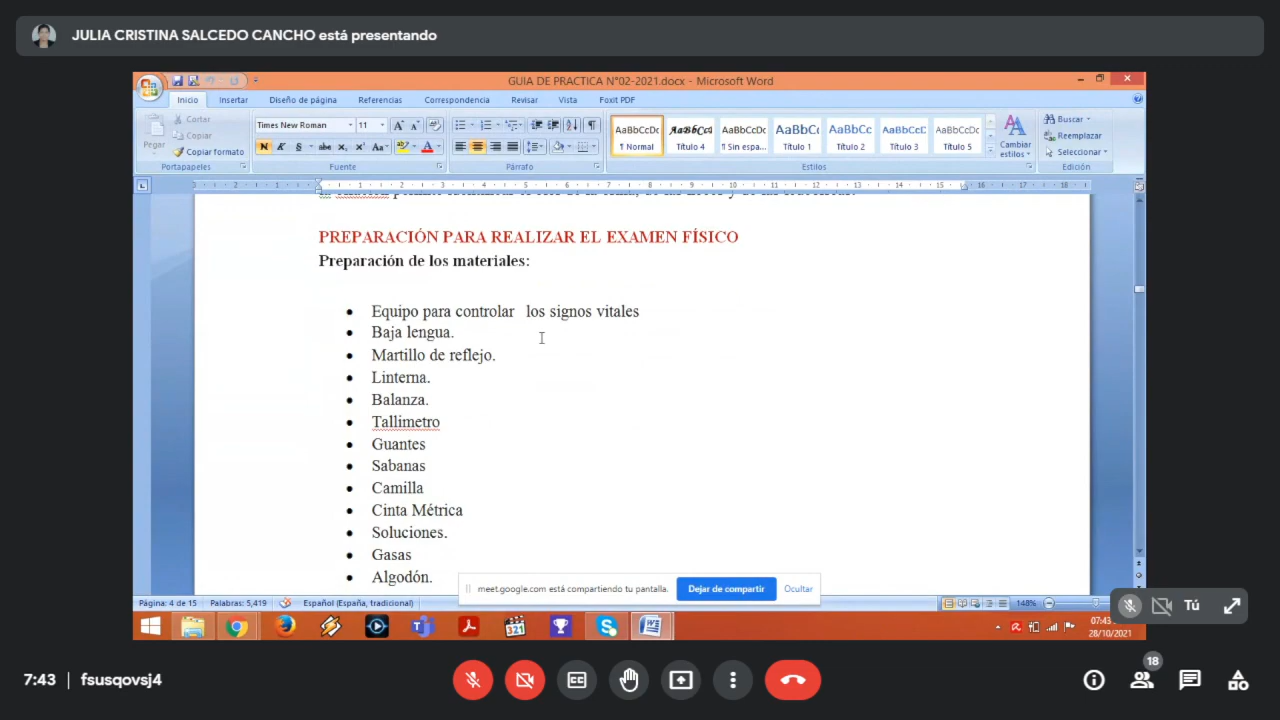 JULIA CRISTINA SALCEDO CANCHO está presentando
GUIA DE PRACTICA N°02-2021.docx - Microsoft Word
Inicio Insertar Diseño de página Referencias Correspondencia Revisar Vista Foxit PDF
Pegar
Cortar
Copiar
Copiar formato
Portapapeles
Times New Roman 11
Fuente
Párrafo
AaBbCcDc AaBbCcI AaBbCcDc AaBbC AaBbCc AaBbCcI AaBbCcDc
¶ Normal Título 4 ¶ Sin espa... Título 1 Título 2 Título 3 Título 5
Cambiar estilos
Estilos
Buscar
Reemplazar
Seleccionar
Edición
PREPARACIÓN PARA REALIZAR EL EXAMEN FÍSICO
Preparación de los materiales:
• Equipo para controlar los signos vitales
• Baja lengua.
• Martillo de reflejo.
• Linterna.
• Balanza.
• Tallimetro
• Guantes
• Sabanas
• Camilla
• Cinta Métrica
• Soluciones.
• Gasas
• Algodón.
meet.google.com está compartiendo tu pantalla. Dejar de compartir Ocultar
Página: 4 de 15 Palabras: 5,419 Español (España, tradicional) 148%
28/10/2021
Tú
7:43 | fsusqovsj4
18